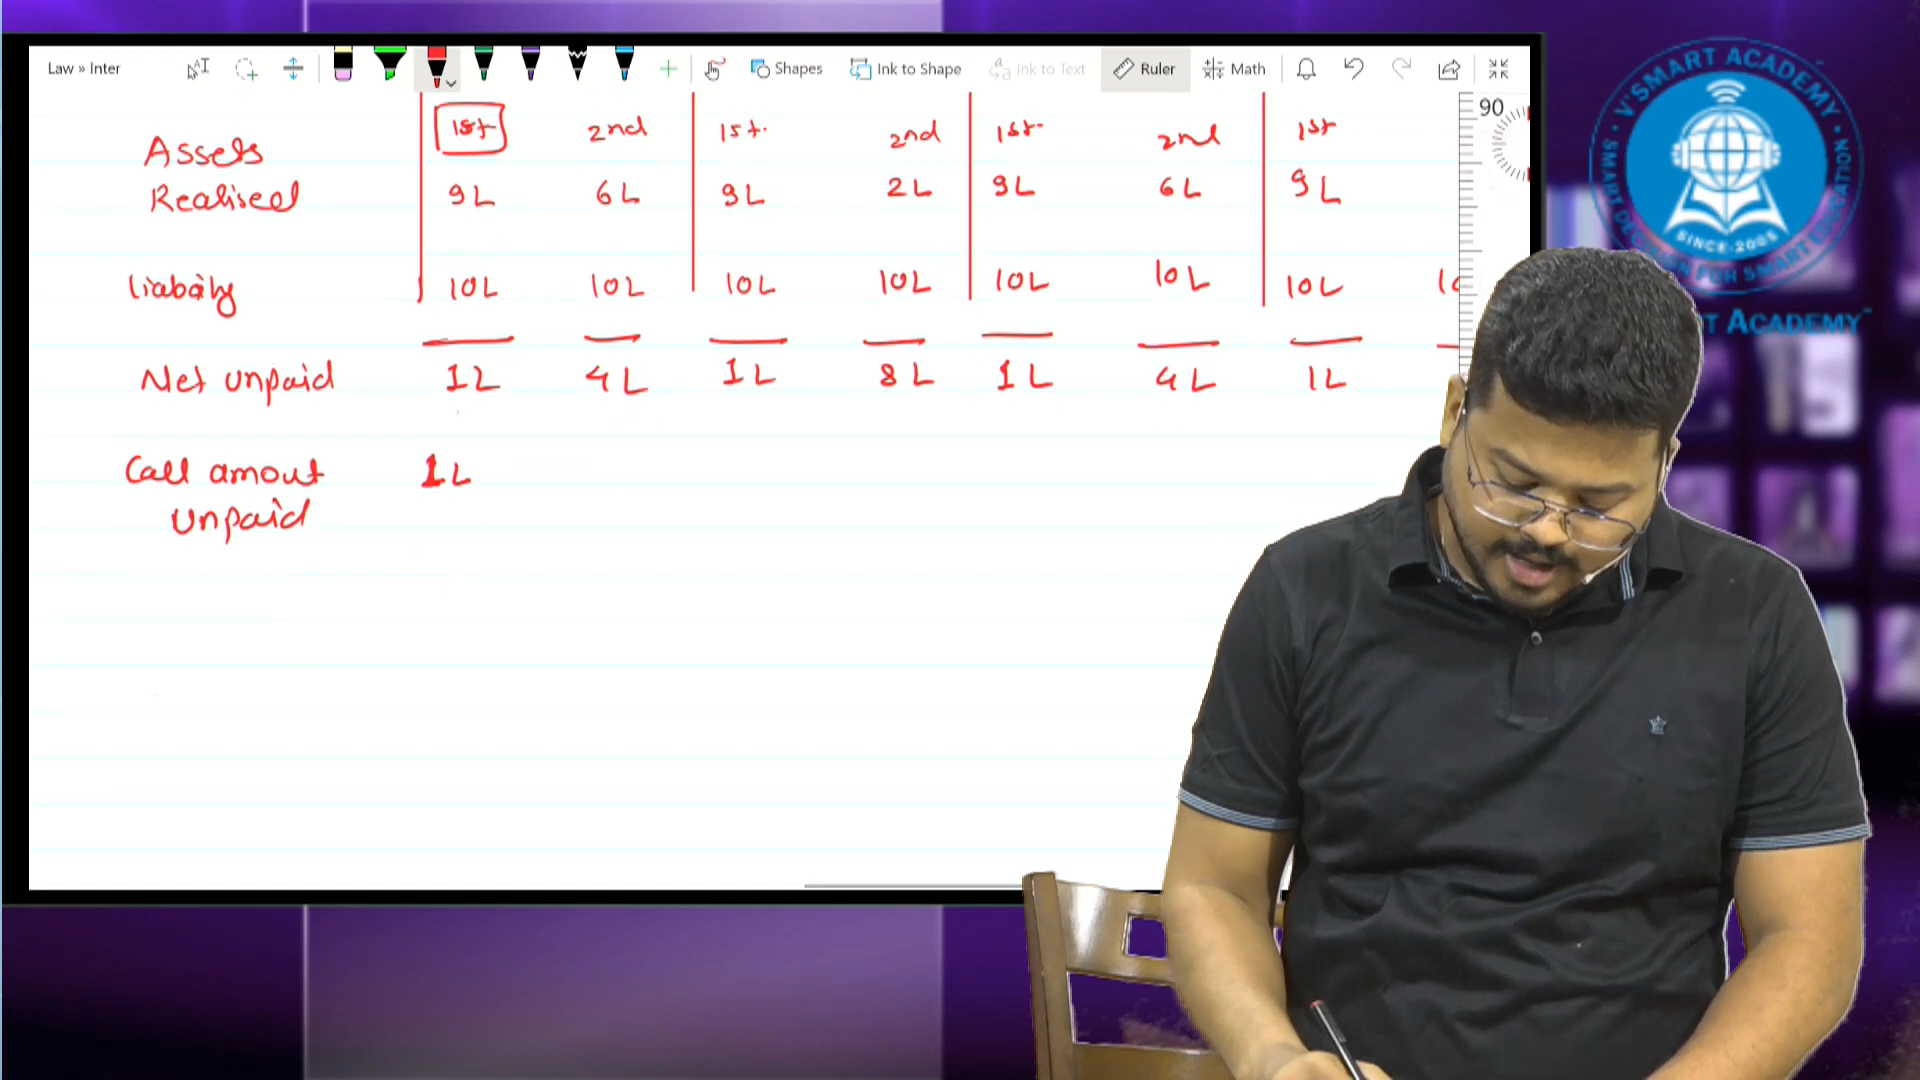 Law » Inter Shapes Ink to Shape Ink to Text Ruler Math
90
1st 2nd 1st. 2nd 1st 2nd 1st
Assets
Realised 9L 6L 9L 2L 9L 6L 9L
liability 10L 10L 10L 10L 10L 10L 10L
Net unpaid 1L 4L 1L 8L 1L 4L 1L
Call amout 1L
unpaid
V'SMART ACADEMY
SINCE-2005
T ACADEMY